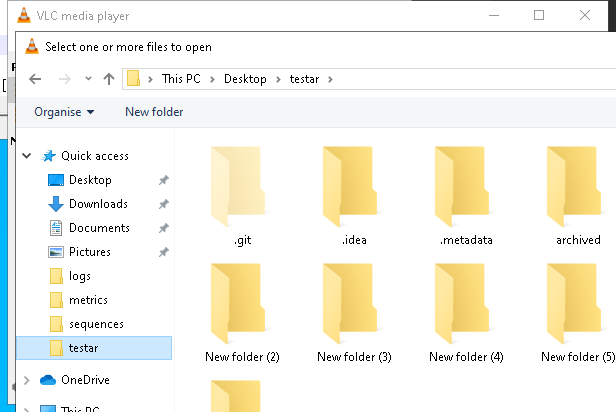 VLC media player
Select one or more files to open
This PC > Desktop > testar >
Organise New folder
Quick access
Desktop
Downloads
Documents
Pictures
logs
metrics
sequences
testar
OneDrive
This PC
.git .idea .metadata archived
New folder (2) New folder (3) New folder (4) New folder (5)